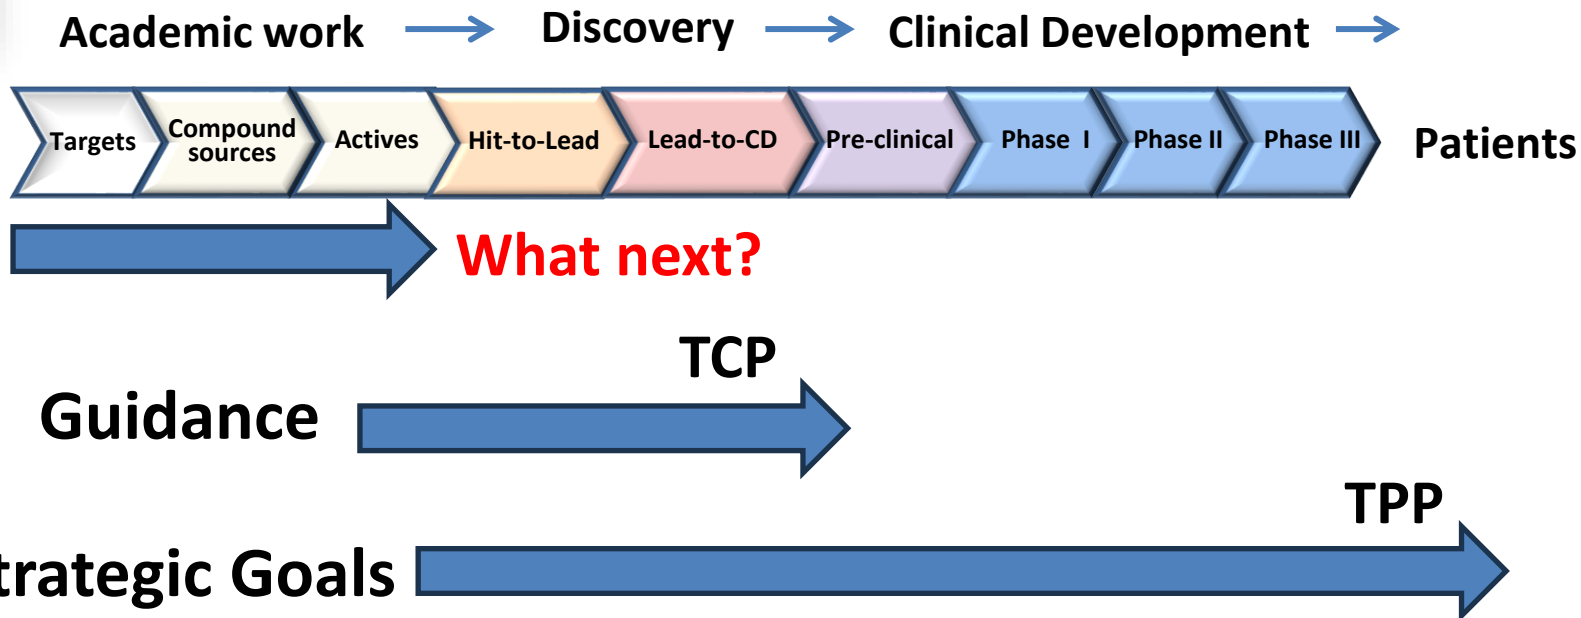 Academic work
Discovery
Clinical Development
Targets
Compound
sources
Actives
Hit-to-Lead
Lead-to-CD
Pre-clinical
Phase I
Phase II
Phase III
Patients
What next?
TCP
Guidance
TPP
trategic Goals